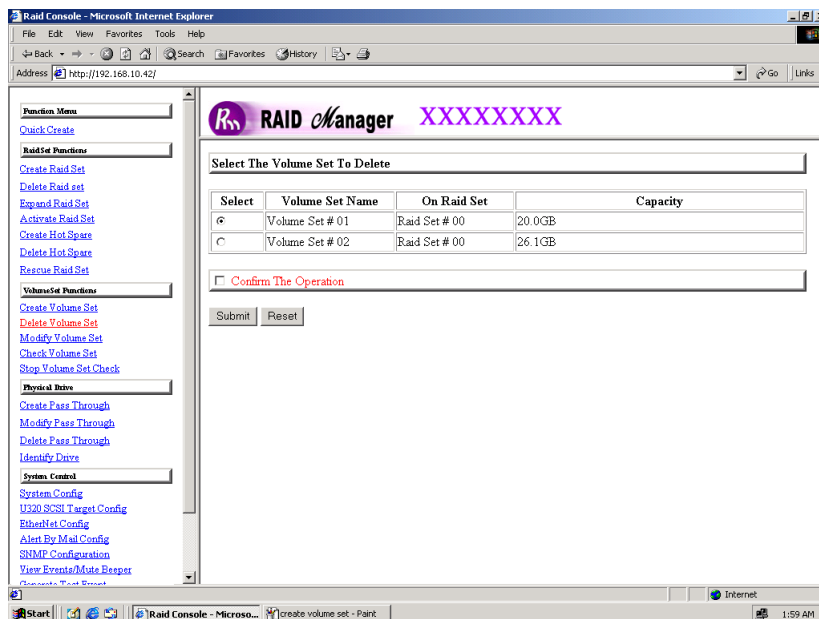 Raid Console - Microsoft Internet Explorer
File Edit View Favorites Tools Help
Back Search Favorites History
Address http://192.168.10.42/ Go Links
Function Menu
Quick Create
RaidSet Functions
Create Raid Set
Delete Raid set
Expand Raid Set
Activate Raid Set
Create Hot Spare
Delete Hot Spare
Rescue Raid Set
VolumeSet Functions
Create Volume Set
Delete Volume Set
Modify Volume Set
Check Volume Set
Stop Volume Set Check
Physical Drive
Create Pass Through
Modify Pass Through
Delete Pass Through
Identify Drive
System Control
System Config
U320 SCSI Target Config
EtherNet Config
Alert By Mail Config
SNMP Configuration
View Events/Mute Beeper
Generate Test Event
Rm RAID Manager XXXXXXXX
Select The Volume Set To Delete
Select Volume Set Name On Raid Set Capacity
Volume Set # 01 Raid Set # 00 20.0GB
Volume Set # 02 Raid Set # 00 26.1GB
Confirm The Operation
Submit Reset
Internet
Start Raid Console - Microso... create volume set - Paint 1:59 AM